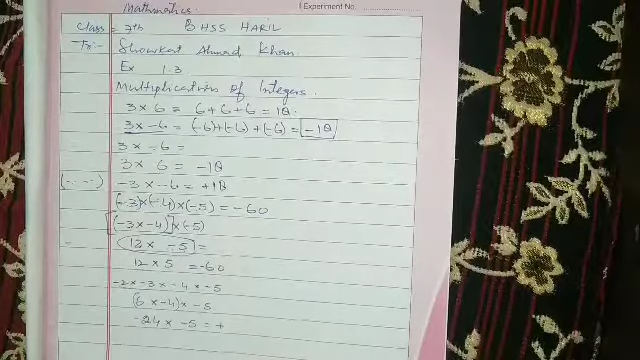 Experiment No.
Mathematics.
Class = 7th BHSS HARIL
Tr:- Showkat Ahmad Khan.
Ex 1.3
Multiplication of Integers.
3 x 6 = 6 + 6 + 6 = 18.
3 x -6 = (-6) + (-6) + (-6) = -18
3 x -6 =
3 x 6 = -18
(- - -) -3 x -6 = +18
(-3) x (-4) x (-5) = -60
[(-3 x -4)] x (-5)
(12 x -5] =
12 x 5 = -60
-2 x -3 x -4 x -5
(6 x -4) x -5
-24 x -5 = +